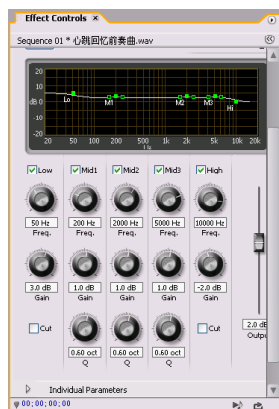 Effect Controls ×
Sequence 01 * 心跳回忆前奏曲.wav
20
10
dB 0
-10
-20
Lo M1 M2 M3 Hi
20 50 100 200 500 1k 2k 5k 10k 20k
Hz
Low Mid1 Mid2 Mid3 High
50 Hz 200 Hz 2000 Hz 5000 Hz 10000 Hz
Freq. Freq. Freq. Freq. Freq.
3.0 dB 1.0 dB 1.0 dB 1.0 dB -2.0 dB
Gain Gain Gain Gain Gain
Cut Cut
2.0 dB
Outpu
0.60 oct 0.60 oct 0.60 oct
Q Q Q
Individual Parameters
00;00;00;00